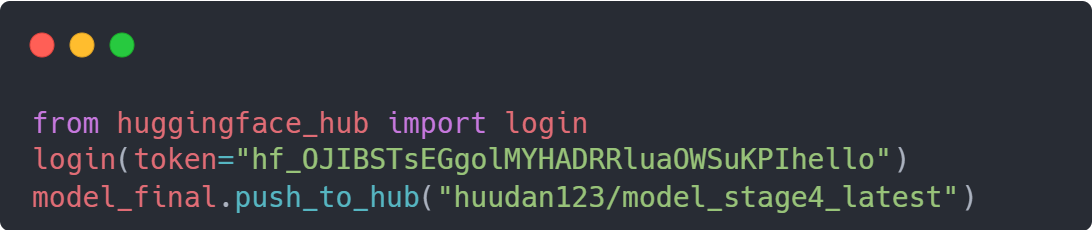 from huggingface_hub import login
login(token="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")
model_final.push_to_hub("huudan123/model_stage4_latest")